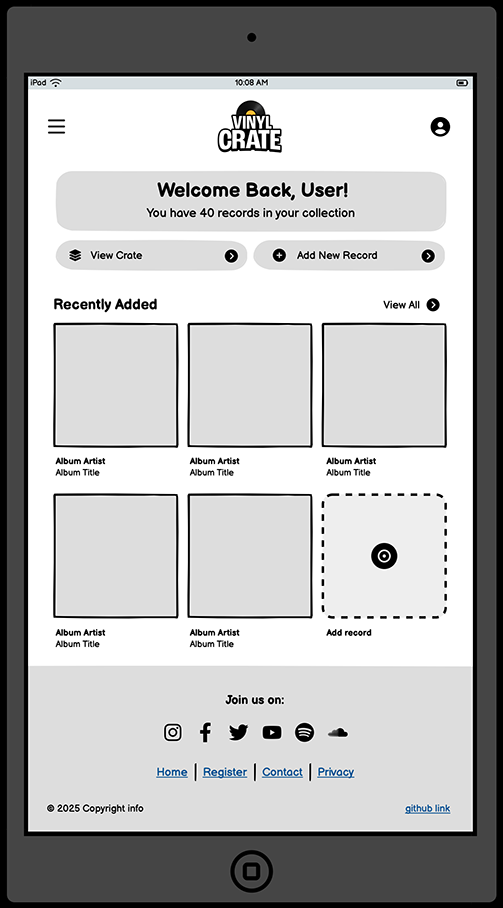 iPad 10:08 AM
VINYL
CRATE
Welcome Back, User!
You have 40 records in your collection
View Crate
Add New Record
Recently Added
View All
Album Artist
Album Title
Album Artist
Album Title
Album Artist
Album Title
Album Artist
Album Title
Album Artist
Album Title
Add record
Join us on:
Home | Register | Contact | Privacy
© 2025 Copyright info
github link